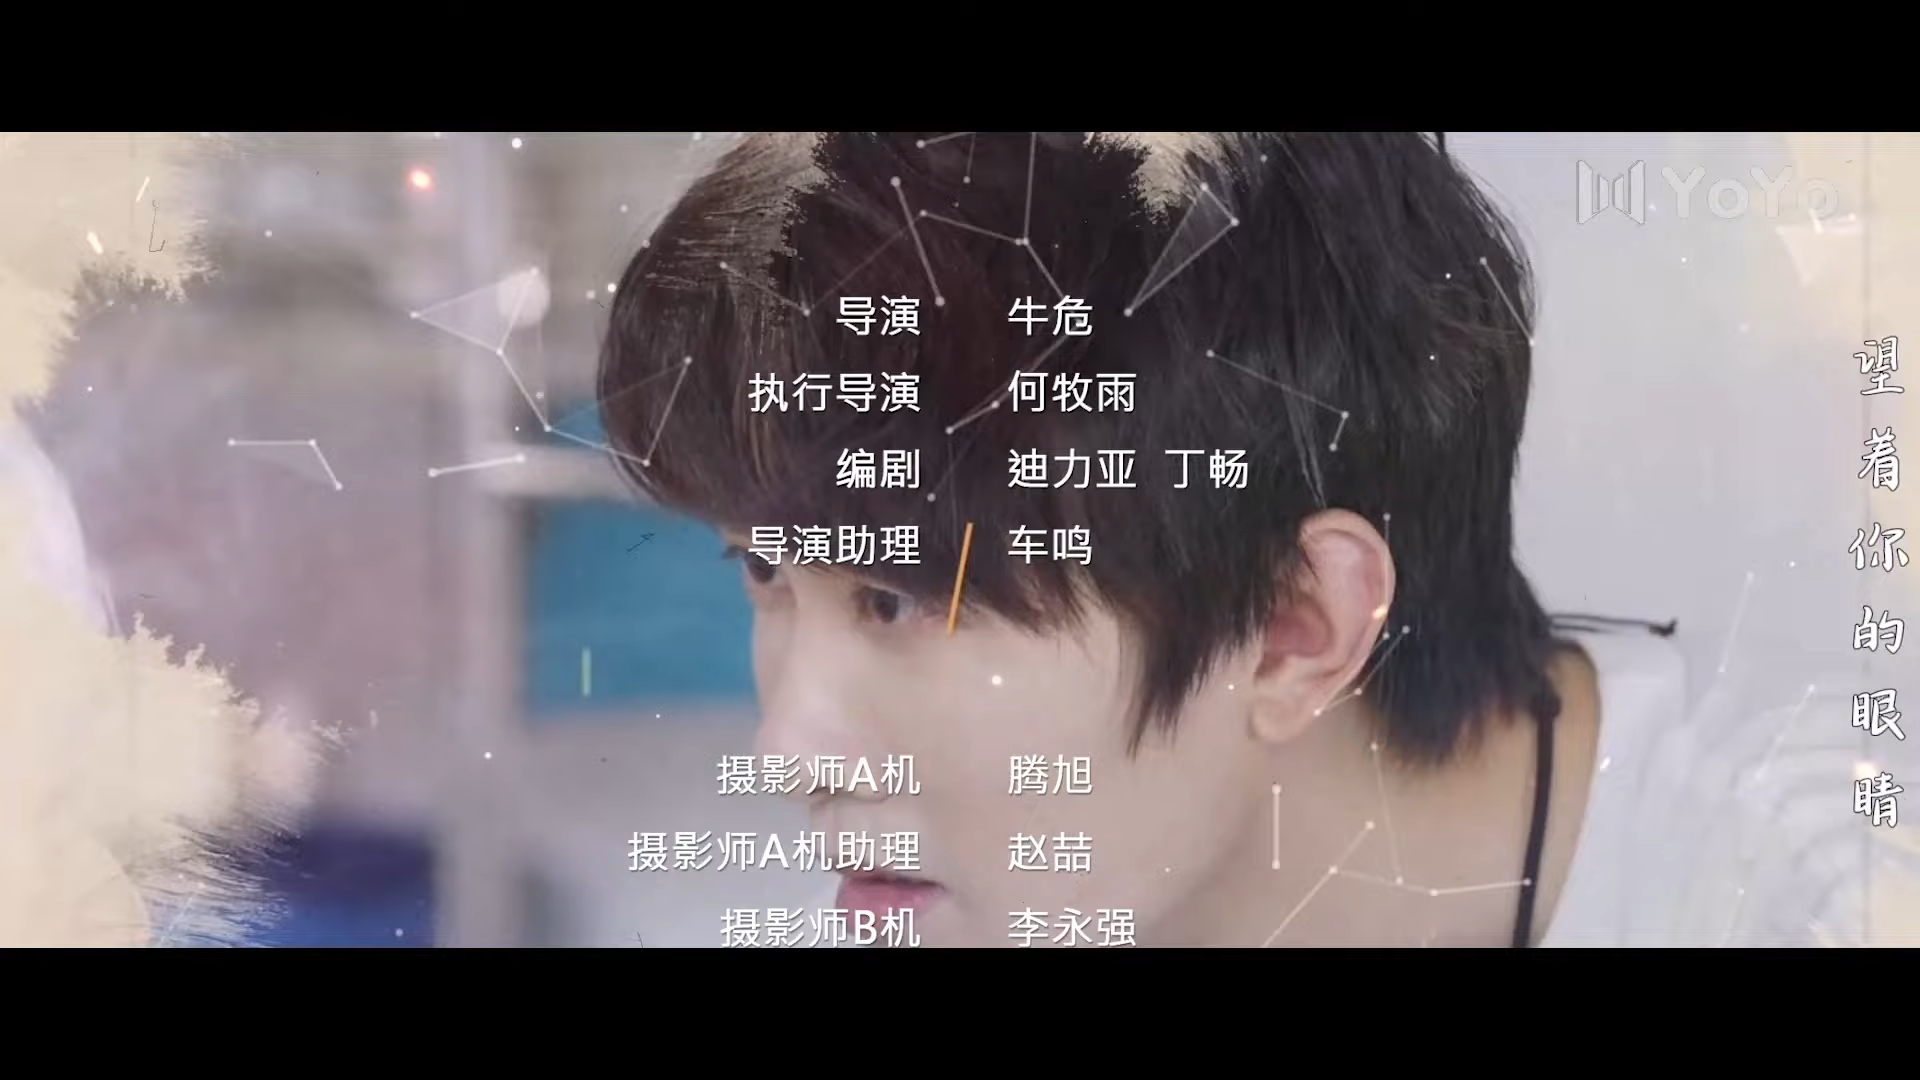 YoYo
导演 牛危
执行导演 何牧雨
编剧 迪力亚 丁畅
导演助理 车鸣
摄影师A机 腾旭
摄影师A机助理 赵喆
摄影师B机 李永强
望着你的眼睛